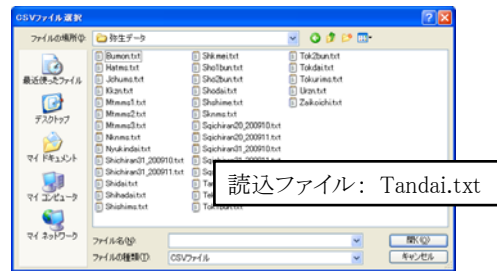 CSVファイル選択
ファイルの場所(I):
弥生データ
最近使ったファイル
デスクトップ
マイ ドキュメント
マイ コンピュータ
マイ ネットワーク
Bumon.txt
Hatms.txt
Jchums.txt
Kkzn.txt
Mtmms1.txt
Mtmms2.txt
Mtmms3.txt
Nknms.txt
Nyukindai.txt
Shichiran31_200910.txt
Shichiran31_200911.txt
Shidai.txt
Shihadai.txt
Shishime.txt
Shkmei.txt
Sho1bun.txt
Sho2bun.txt
Shodai.txt
Shshime.txt
Sknms.txt
Sqichiran20_200910.txt
Sqichiran20_200911.txt
Tok2bun.txt
Tokdai.txt
Tokurims.txt
Urzn.txt
Zaikoichi.txt
読込ファイル: Tandai.txt
ファイル名(N):
開く(O)
ファイルの種類(T):
CSVファイル
キャンセル